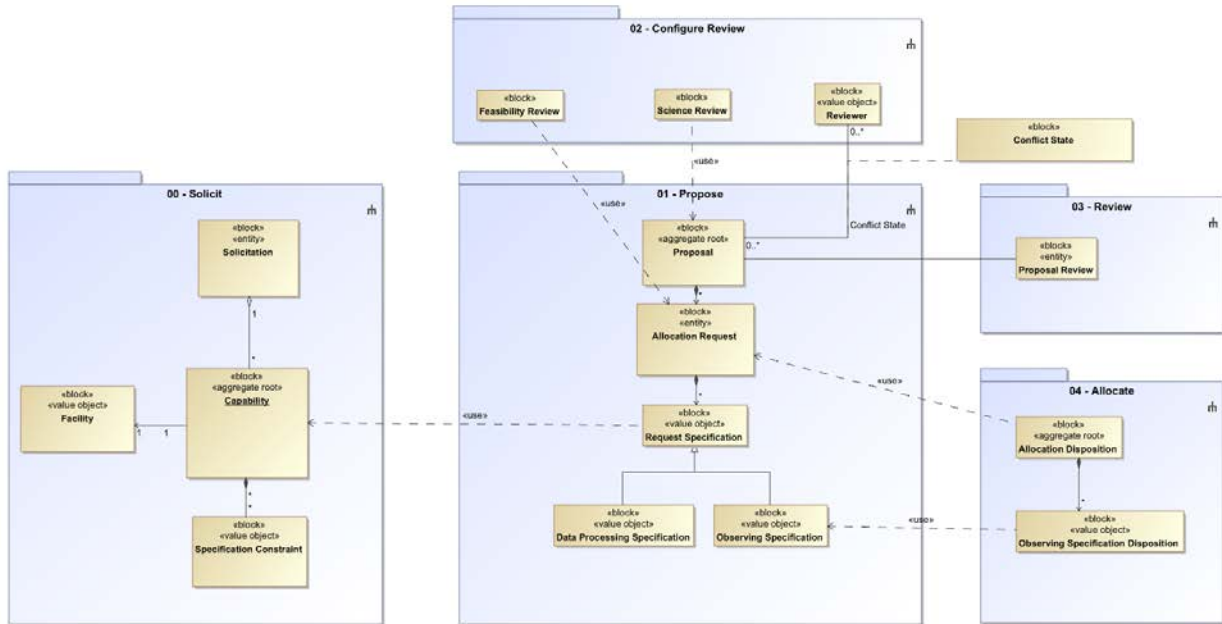 02 - Configure Review
«block»
Feasibility Review
«block»
Science Review
«block»
«value object»
Reviewer
0..*
«block»
Conflict State
«use»
«use»
00 - Solicit
«block»
«entity»
Solicitation
1
*
«block»
«aggregate root»
Capability
«block»
«value object»
Facility
1
1
*
*
«block»
«value object»
Specification Constraint
«use»
01 - Propose
Conflict State
«block»
«aggregate root»
Proposal
0..*
*
«block»
«entity»
Allocation Request
*
«block»
«value object»
Request Specification
«block»
«value object»
Data Processing Specification
«block»
«value object»
Observing Specification
03 - Review
«block»
«entity»
Proposal Review
«use»
04 - Allocate
«block»
«aggregate root»
Allocation Disposition
*
«use»
«block»
«value object»
Observing Specification Disposition